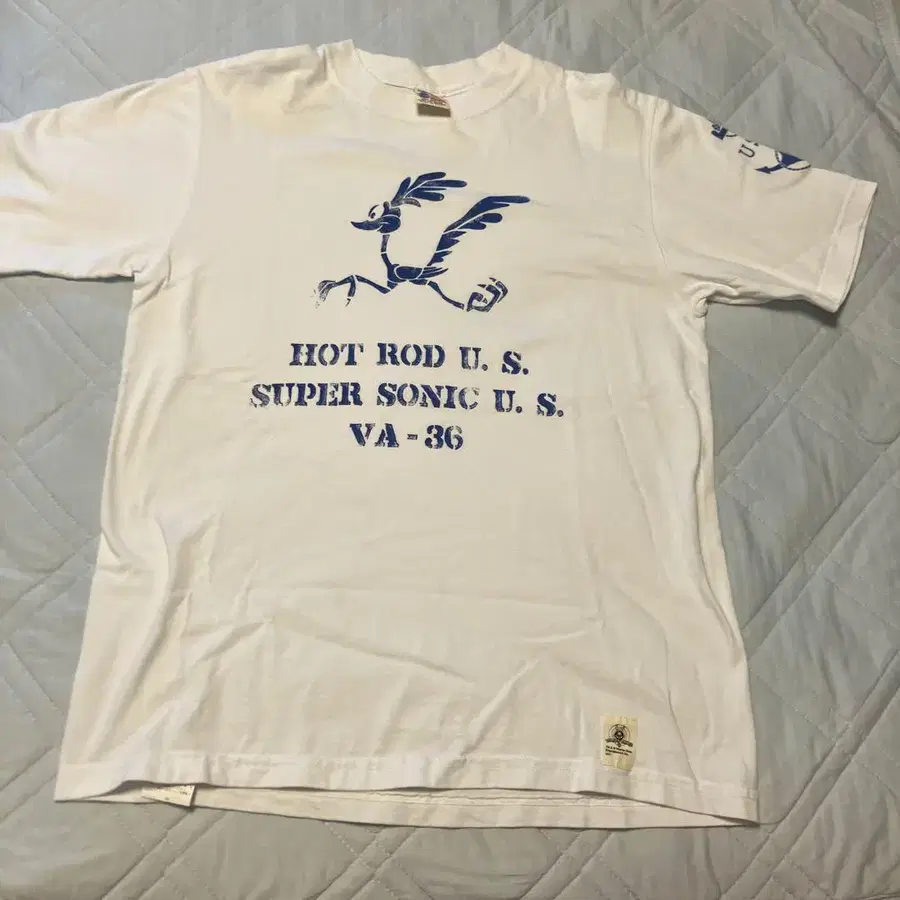 U.
HOT ROD U. S.
SUPER SONIC U. S.
VA-36